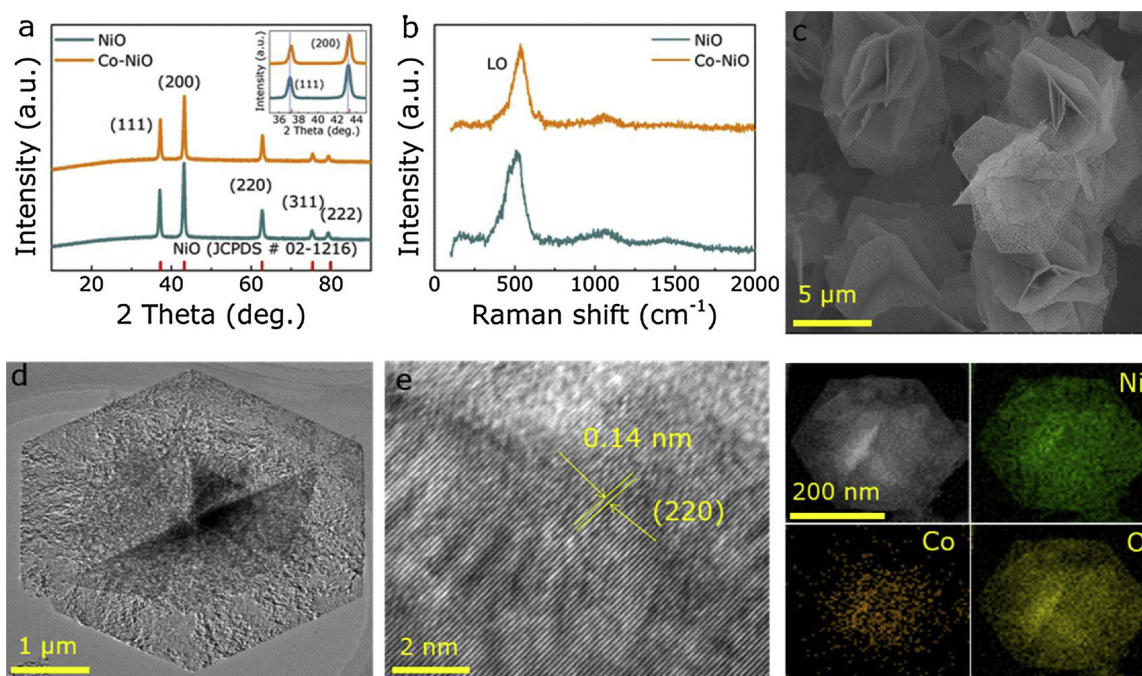 a
NiO
Co-NiO
(111)
(200)
(220)
(311)
(222)
NiO (JCPDS # 02-1216)
Intensity (a.u.)
20 40 60 80
2 Theta (deg.)
(200)
(111)
Intensity (a.u.)
36 38 40 42 44
2 Theta (deg.)
b
NiO
Co-NiO
LO
Intensity (a.u.)
0 500 1000 1500 2000
Raman shift (cm⁻¹)
c
5 µm
d
1 µm
e
0.14 nm
(220)
2 nm
200 nm
Ni
Co
O